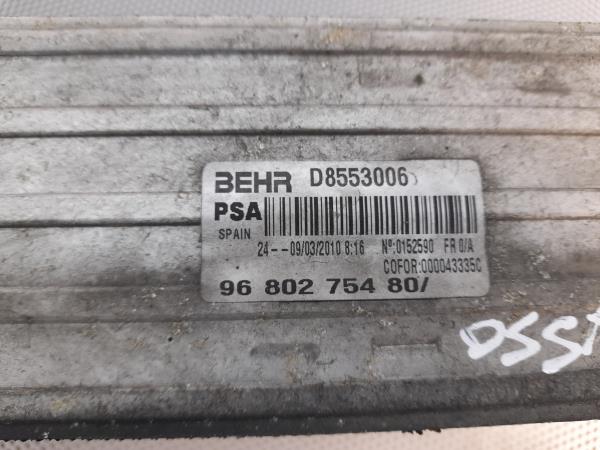 BEHR D8553006
PSA
SPAIN
24-- 09/03/2010 8:16 Nº:0152590 FR 0/A
COFOR:000043335C
96 802 754 80/